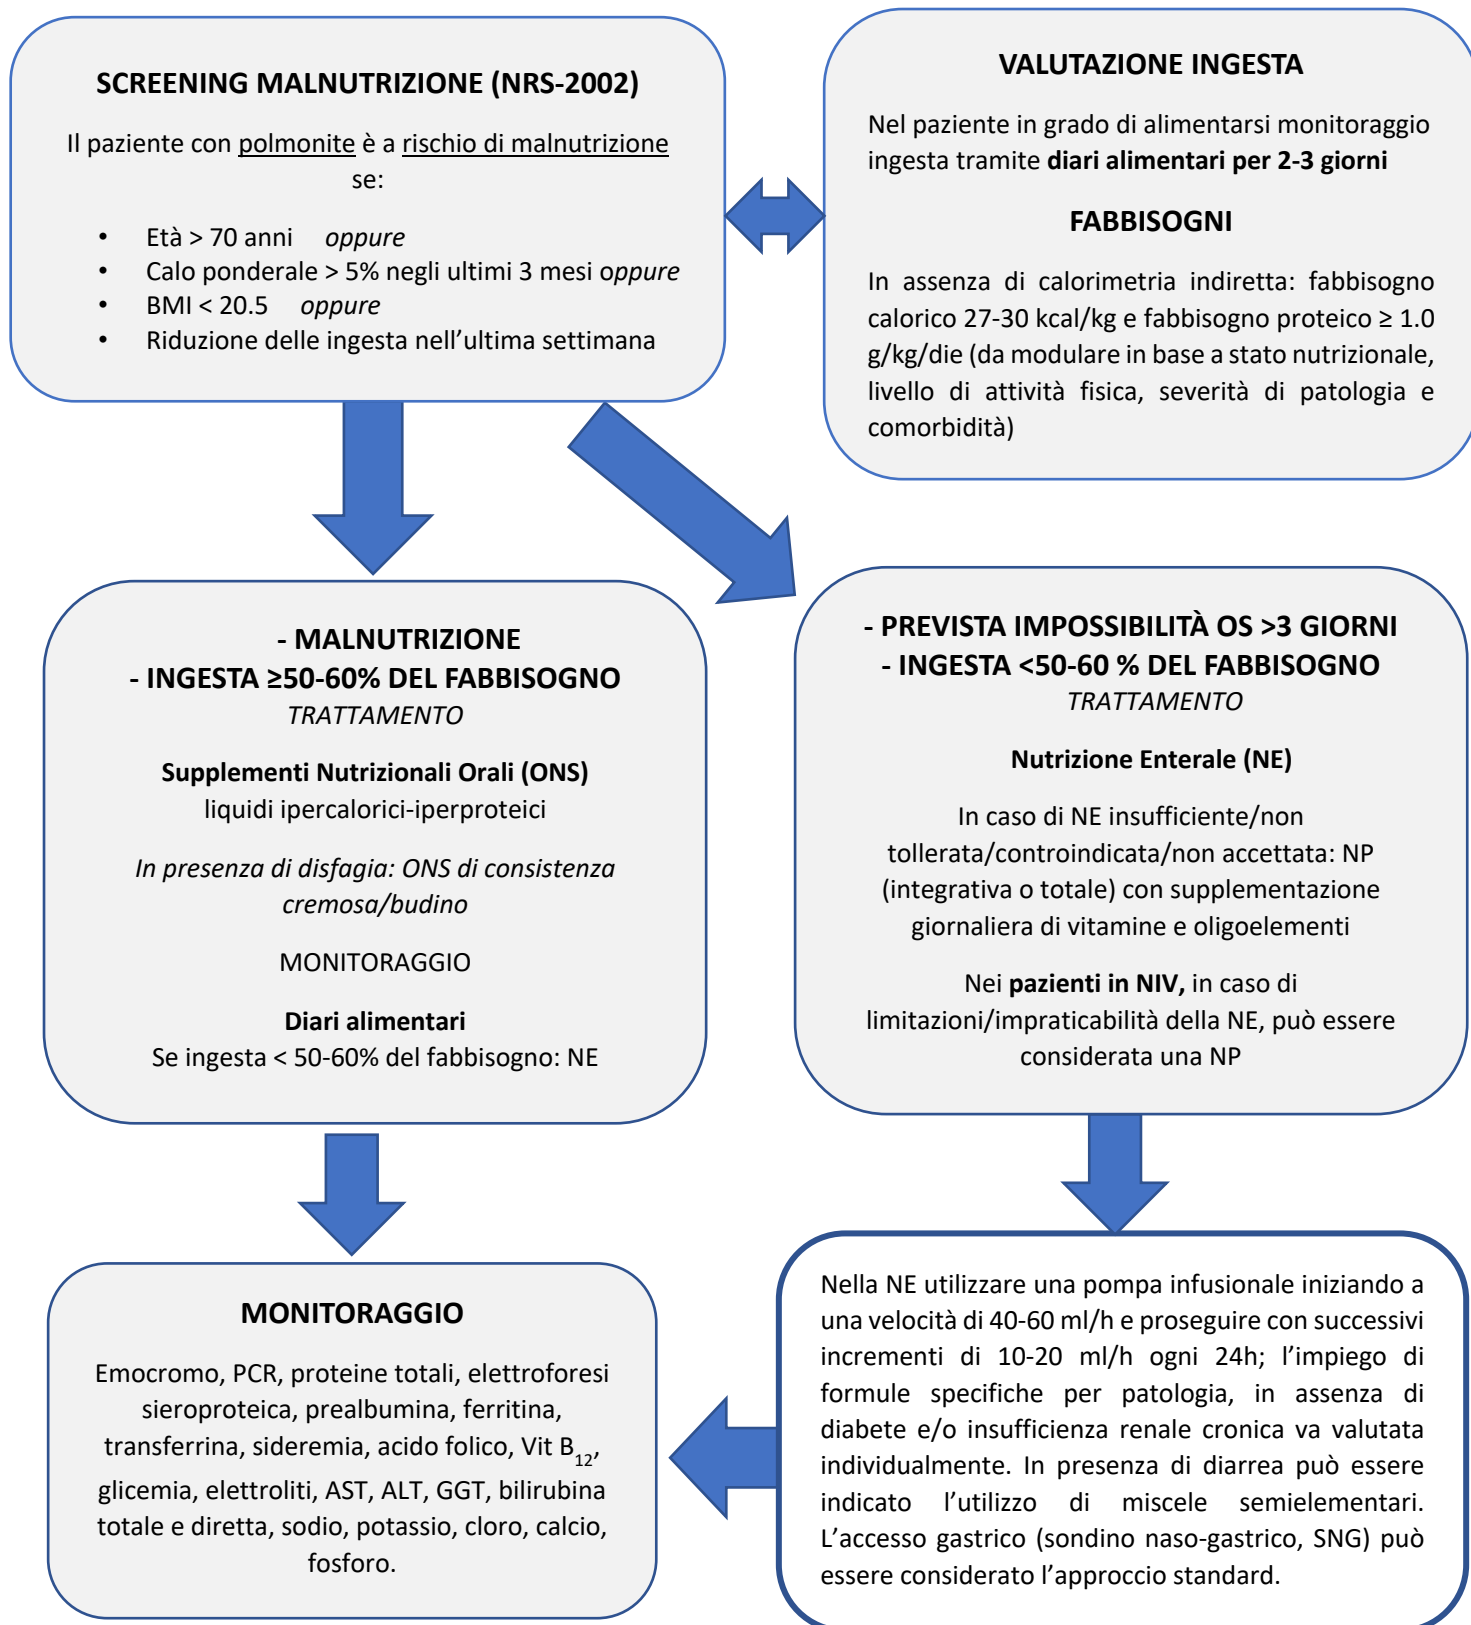 SCREENING MALNUTRIZIONE (NRS-2002)
Il paziente con polmonite è a rischio di malnutrizione
se:
• Età > 70 anni oppure
• Calo ponderale > 5% negli ultimi 3 mesi oppure
• BMI < 20.5 oppure
• Riduzione delle ingesta nell’ultima settimana
VALUTAZIONE INGESTA
Nel paziente in grado di alimentarsi monitoraggio
ingesta tramite diari alimentari per 2-3 giorni
FABBISOGNI
In assenza di calorimetria indiretta: fabbisogno
calorico 27-30 kcal/kg e fabbisogno proteico ≥ 1.0
g/kg/die (da modulare in base a stato nutrizionale,
livello di attività fisica, severità di patologia e
comorbidità)
- MALNUTRIZIONE
- INGESTA ≥50-60% DEL FABBISOGNO
TRATTAMENTO
Supplementi Nutrizionali Orali (ONS)
liquidi ipercalorici-iperproteici
In presenza di disfagia: ONS di consistenza
cremosa/budino
MONITORAGGIO
Diari alimentari
Se ingesta < 50-60% del fabbisogno: NE
- PREVISTA IMPOSSIBILITÀ OS >3 GIORNI
- INGESTA <50-60 % DEL FABBISOGNO
TRATTAMENTO
Nutrizione Enterale (NE)
In caso di NE insufficiente/non
tollerata/controindicata/non accettata: NP
(integrativa o totale) con supplementazione
giornaliera di vitamine e oligoelementi
Nei pazienti in NIV, in caso di
limitazioni/impraticabilità della NE, può essere
considerata una NP
MONITORAGGIO
Emocromo, PCR, proteine totali, elettroforesi
sieroproteica, prealbumina, ferritina,
transferrina, sideremia, acido folico, Vit B12,
glicemia, elettroliti, AST, ALT, GGT, bilirubina
totale e diretta, sodio, potassio, cloro, calcio,
fosforo.
Nella NE utilizzare una pompa infusionale iniziando a
una velocità di 40-60 ml/h e proseguire con successivi
incrementi di 10-20 ml/h ogni 24h; l’impiego di
formule specifiche per patologia, in assenza di
diabete e/o insufficienza renale cronica va valutata
individualmente. In presenza di diarrea può essere
indicato l’utilizzo di miscele semielementari.
L’accesso gastrico (sondino naso-gastrico, SNG) può
essere considerato l’approccio standard.